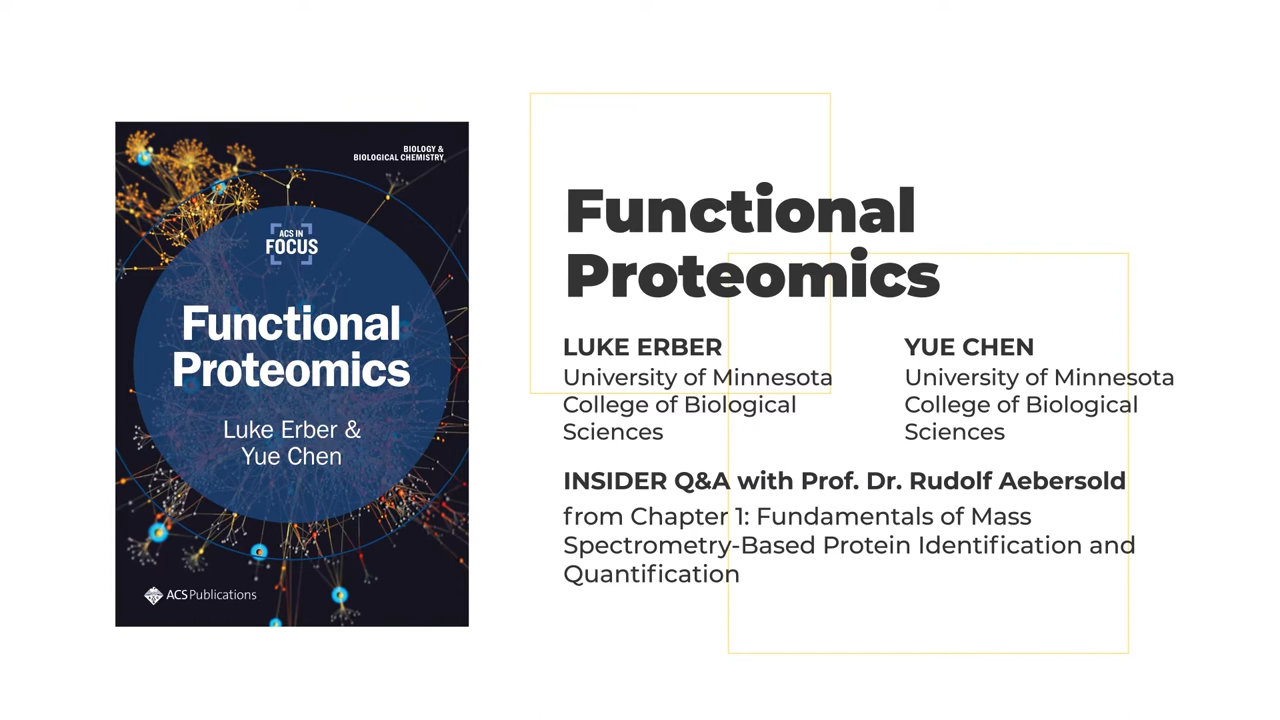 BIOLOGY &
BIOLOGICAL CHEMISTRY
ACS IN
FOCUS
Functional
Proteomics
Luke Erber &
Yue Chen
ACS Publications
Functional
Proteomics
LUKE ERBER
University of Minnesota
College of Biological
Sciences
YUE CHEN
University of Minnesota
College of Biological
Sciences
INSIDER Q&A with Prof. Dr. Rudolf Aebersold
from Chapter 1: Fundamentals of Mass
Spectrometry-Based Protein Identification and
Quantification